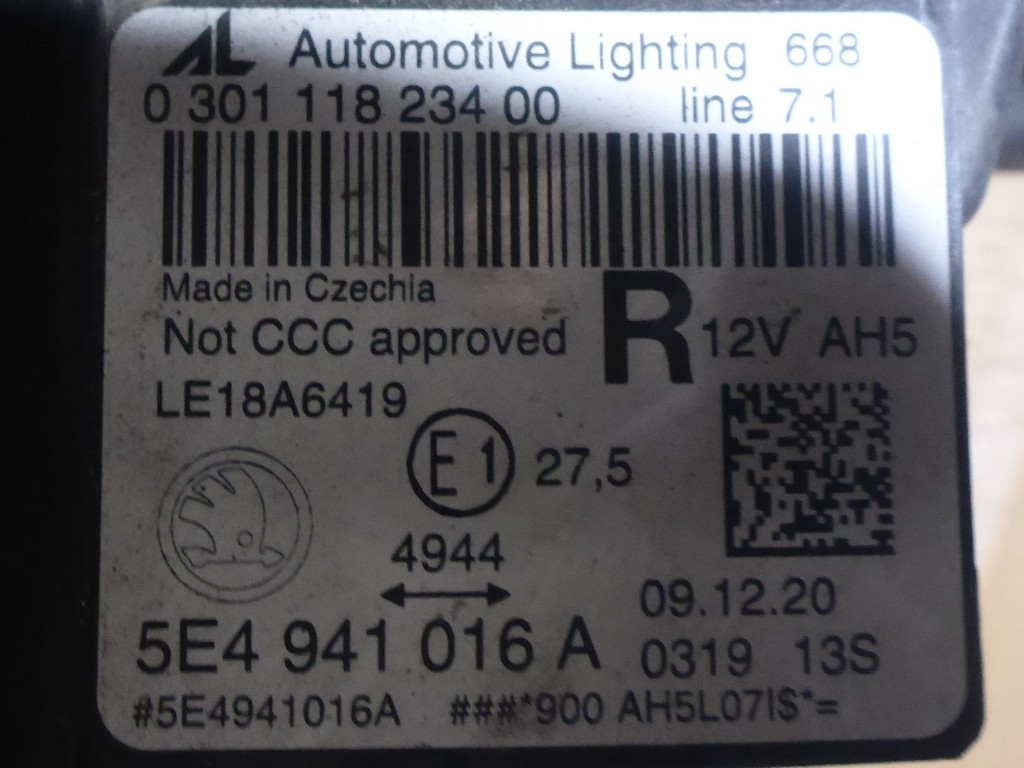 AL Automotive Lighting 668
0 301 118 234 00 line 7.1
Made in Czechia
Not CCC approved R 12V AH5
LE18A6419
E1 27,5
4944
09.12.20
5E4 941 016 A 0319 13S
#5E4941016A ###*900 AH5L07I$*=